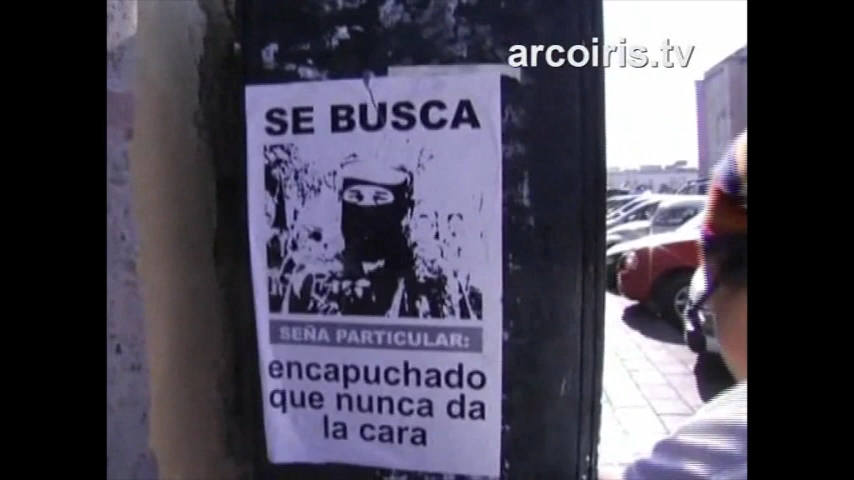 arcoiris.tv
SE BUSCA
SEÑA PARTICULAR:
encapuchado
que nunca da
la cara